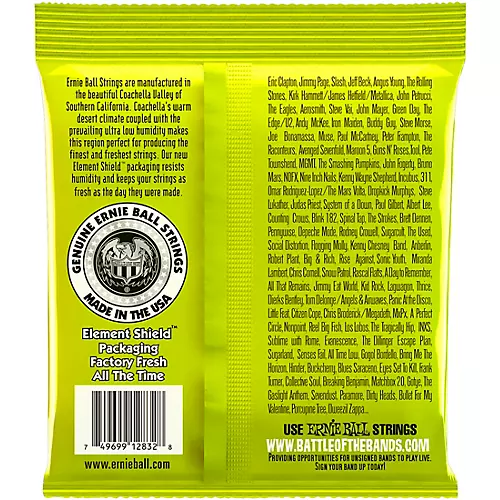 Ernie Ball Strings are manufactured in
the beautiful Coachella Valley of
Southern California. Coachella's warm
desert climate coupled with the
prevailing ultra low humidity makes
this region perfect for producing the
finest and freshest strings. Our new
Element Shield™ packaging resists
humidity and keeps your strings as
fresh as the day they were made.
GENUINE ERNIE BALL STRINGS
MADE IN THE USA
Element Shield™
Packaging
Factory Fresh
All The Time
7 49699 12832 8
www.ernieball.com
Eric Clapton, Jimmy Page, Slash, Jeff Beck, Angus Young, The Rolling
Stones, Kirk Hammett/James Hetfield/Metallica, John Petrucci,
The Eagles, Aerosmith, Steve Vai, John Mayer, Green Day, The
Edge/U2, Andy McKee, Iron Maiden, Buddy Guy, Steve Morse,
Joe Bonamassa, Muse, Paul McCartney, Peter Frampton, The
Raconteurs, Avenged Sevenfold, Maroon 5, Guns N' Roses, Tool, Pete
Townshend, MGMT, The Smashing Pumpkins, John Fogerty, Bruno
Mars, NOFX, Nine Inch Nails, Kenny Wayne Shepherd, Incubus, 311,
Omar Rodriguez-Lopez/The Mars Volta, Dropkick Murphys, Steve
Lukather, Judas Priest, System of a Down, Paul Gilbert, Albert Lee,
Counting Crows, Blink 182, Spinal Tap, The Strokes, Brett Dennen,
Pennywise, Depeche Mode, Rodney Crowell, Sugarcult, The Used,
Social Distortion, Flogging Molly, Kenny Chesney Band, Anberlin,
Robert Plant, Big & Rich, Rise Against, Sonic Youth, Miranda
Lambert, Chris Cornell, Snow Patrol, Rascal Flatts, A Day to Remember,
All That Remains, Jimmy Eat World, Kid Rock, Lagwagon, Thrice,
Dierks Bentley, Tom Delonge/Angels & Airwaves, Panic At the Disco,
Little Feat, Citizen Cope, Chris Broderick/Megadeth, MxPx, A Perfect
Circle, Nonpoint, Reel Big Fish, Los Lobos, The Tragically Hip, INXS,
Sublime with Rome, Evanescence, The Dillinger Escape Plan,
Sugarland, Senses Fail, All Time Low, Gogol Bordello, Bring Me The
Horizon, Hinder, Buckcherry, Blues Saraceno, Eyes Set To Kill, Frank
Turner, Collective Soul, Breaking Benjamin, Matchbox 20, Gotye, The
Gaslight Anthem, Sevendust, Paramore, Dirty Heads, Bullet For My
Valentine, Porcupine Tree, Dweezil Zappa...
USE ERNIE BALL STRINGS
WWW.BATTLEOFTHEBANDS.COM
PROVIDING OPPORTUNITIES FOR UNSIGNED BANDS TO PLAY LIVE.
SIGN YOUR BAND UP TODAY!